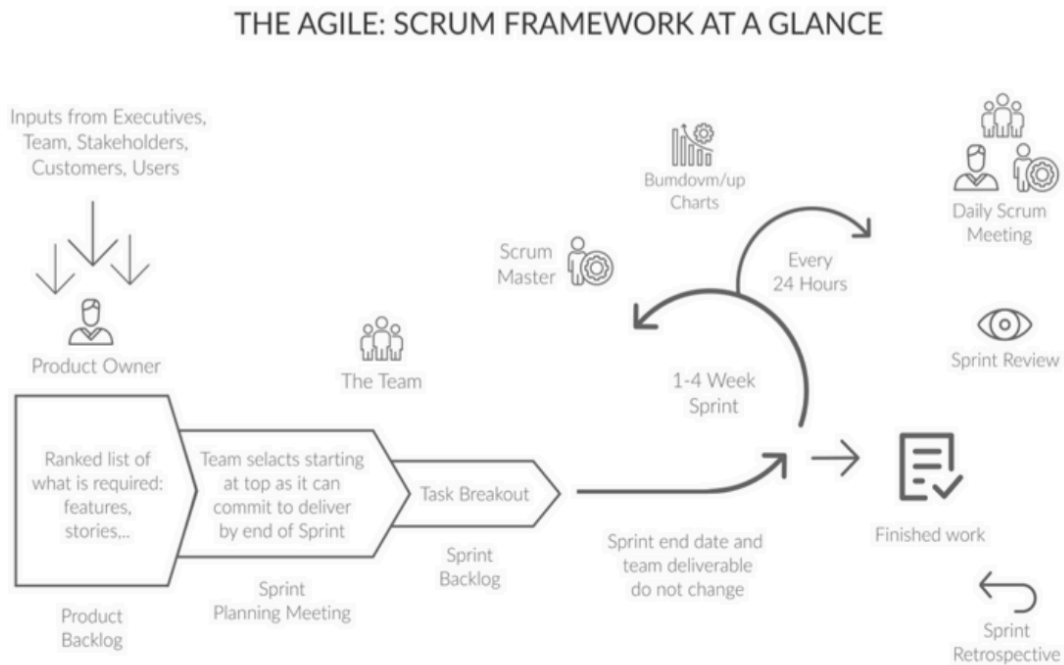 THE AGILE: SCRUM FRAMEWORK AT A GLANCE
Inputs from Executives,
Team, Stakeholders,
Customers, Users
Product Owner
The Team
Scrum
Master
Bumdovm/up
Charts
Every
24 Hours
Daily Scrum
Meeting
1-4 Week
Sprint
Sprint Review
Ranked list of
what is required:
features,
stories,..
Team selacts starting
at top as it can
commit to deliver
by end of Sprint
Task Breakout
Product
Backlog
Sprint
Planning Meeting
Sprint
Backlog
Sprint end date and
team deliverable
do not change
Finished work
Sprint
Retrospective